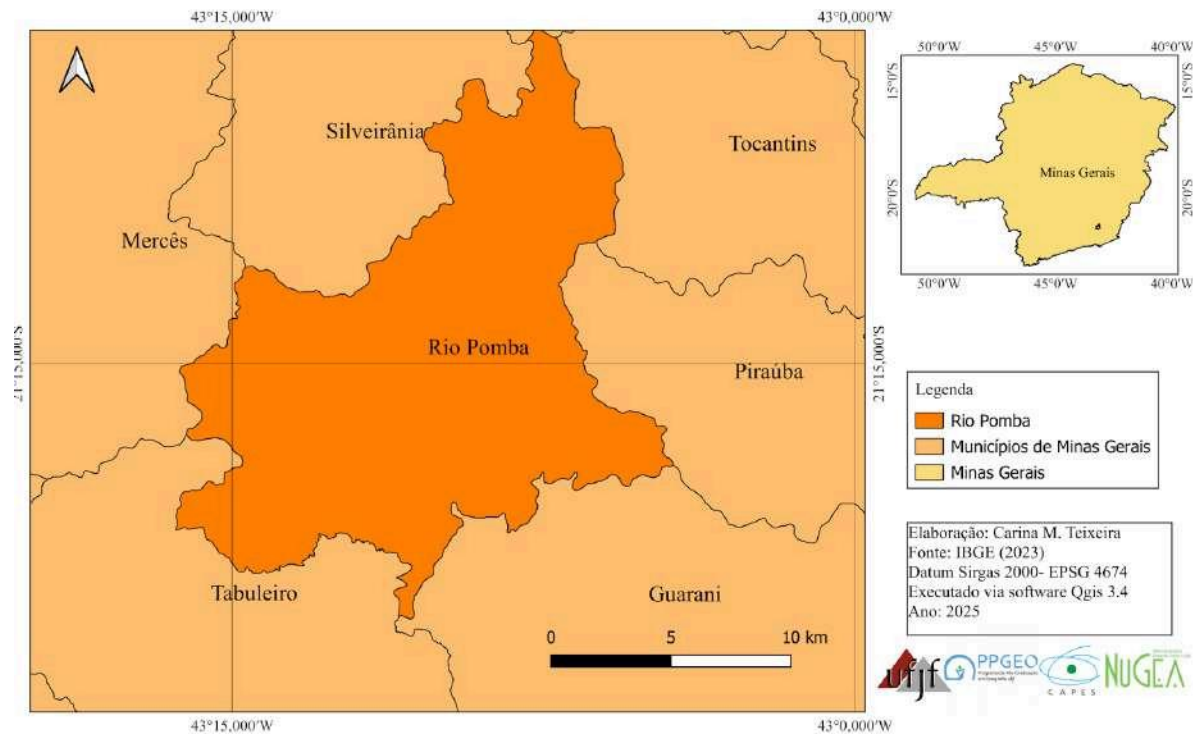 43°15,000'W
43°0,000'W
Silveirânia
Tocantins
Mercês
Rio Pomba
Piraúba
Tabuleiro
Guarani
21°15,000'S
21°15,000'S
0 5 10 km
43°15,000'W
43°0,000'W
50°0'W 45°0'W 40°0'W
15°0'S
15°0'S
Minas Gerais
20°0'S
20°0'S
50°0'W 45°0'W 40°0'W
Legenda
Rio Pomba
Municípios de Minas Gerais
Minas Gerais
Elaboração: Carina M. Teixeira
Fonte: IBGE (2023)
Datum Sirgas 2000- EPSG 4674
Executado via software Qgis 3.4
Ano: 2025
ufjf
PPGEO
CAPES
NUGEA